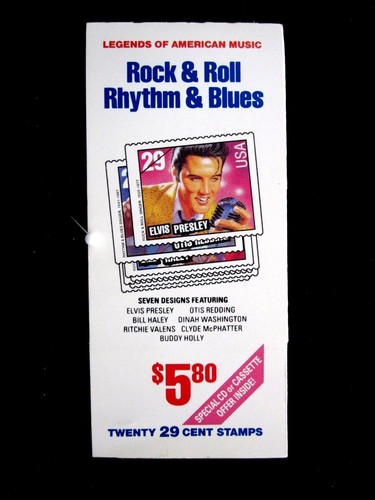 LEGENDS OF AMERICAN MUSIC
Rock & Roll
Rhythm & Blues
29
USA
ELVIS PRESLEY
OTIS REDDING
SEVEN DESIGNS FEATURING
ELVIS PRESLEY OTIS REDDING
BILL HALEY DINAH WASHINGTON
RITCHIE VALENS CLYDE McPHATTER
BUDDY HOLLY
$5.80
SPECIAL CD or CASSETTE
OFFER INSIDE!
TWENTY 29 CENT STAMPS